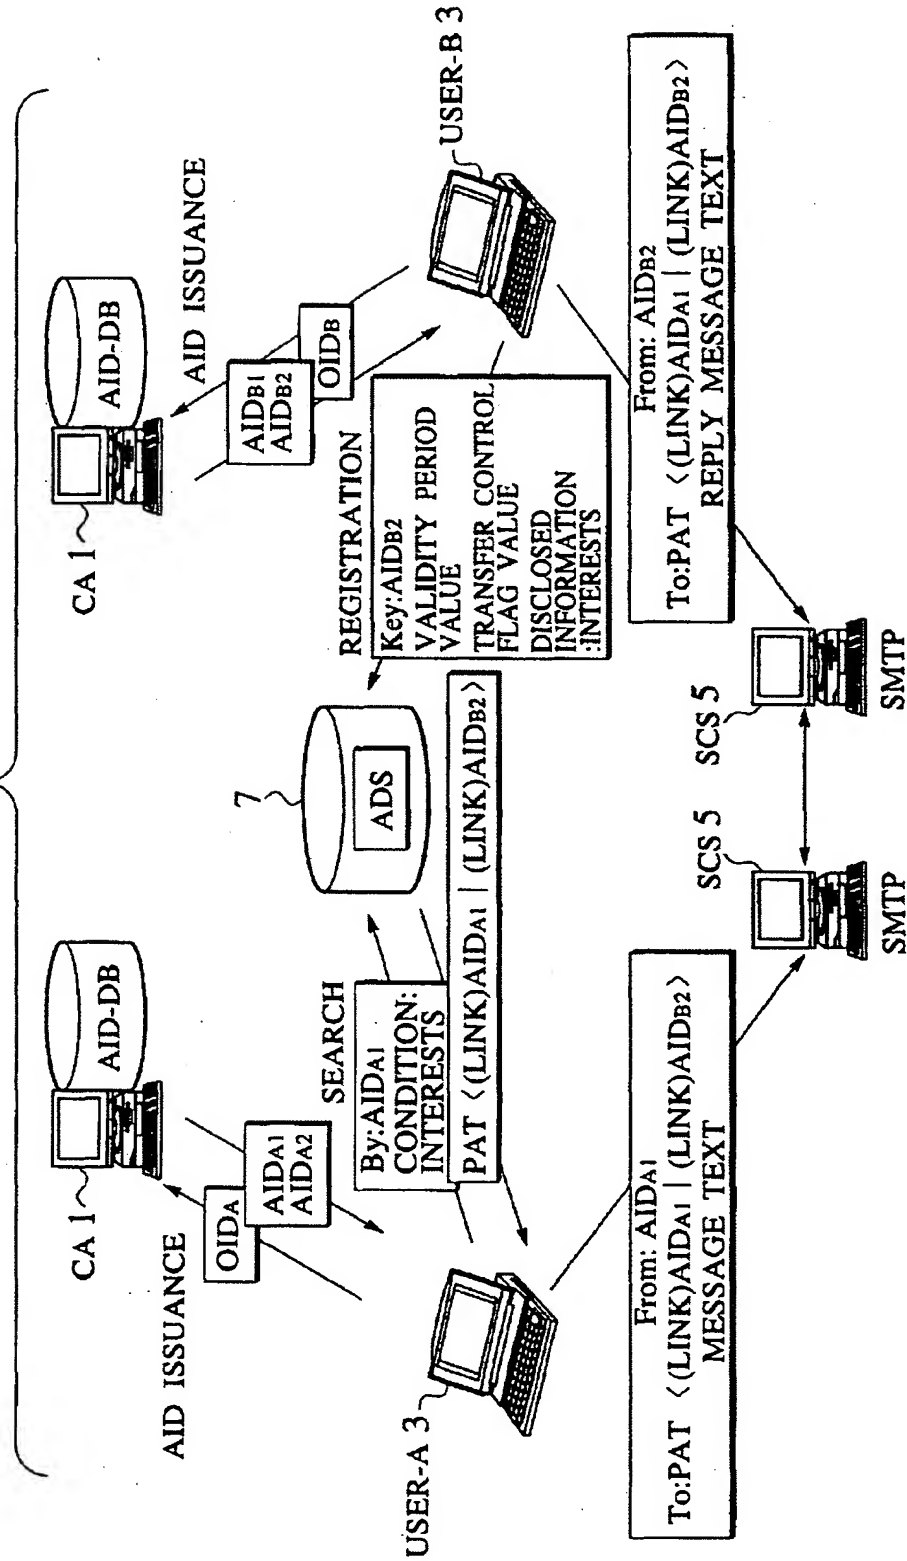 CA 1
AID-DB
AID ISSUANCE
OIDA
AIDA1
AIDA2
USER-A 3
SEARCH
By:AIDA1
CONDITION:
INTERESTS
PAT ⟨(LINK)AIDA1 | (LINK)AIDB2⟩
7
ADS
CA 1
AID-DB
AID ISSUANCE
AIDB1
AIDB2
OIDB
USER-B 3
REGISTRATION
Key:AIDB2
VALIDITY PERIOD
VALUE
TRANSFER CONTROL
FLAG VALUE
DISCLOSED
INFORMATION
:INTERESTS
From: AIDA1
To:PAT ⟨(LINK)AIDA1 | (LINK)AIDB2⟩
MESSAGE TEXT
SCS 5
SMTP
SCS 5
SMTP
From: AIDB2
To:PAT ⟨(LINK)AIDA1 | (LINK)AIDB2⟩
REPLY MESSAGE TEXT